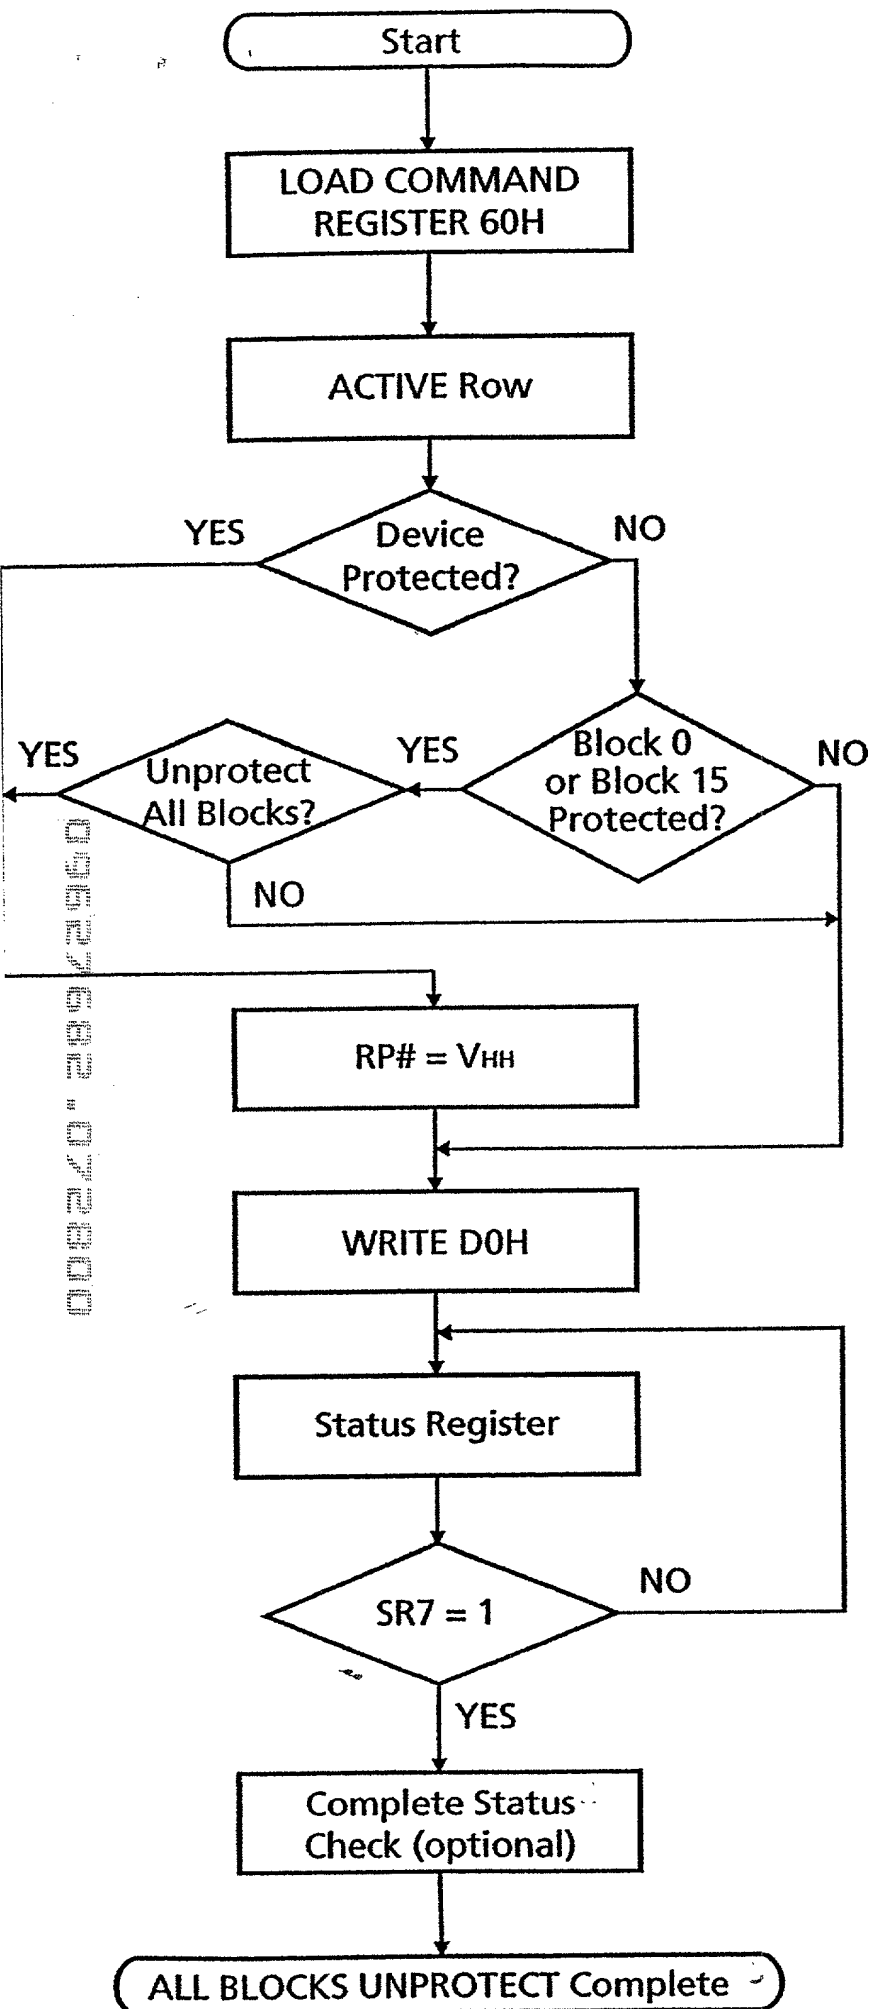 Start
LOAD COMMAND
REGISTER 60H
ACTIVE Row
YES
Device
Protected?
NO
YES
Unprotect
All Blocks?
YES
Block 0
or Block 15
Protected?
NO
NO
RP# = VHH
WRITE D0H
Status Register
SR7 = 1
NO
YES
Complete Status
Check (optional)
ALL BLOCKS UNPROTECT Complete
09627682.072800